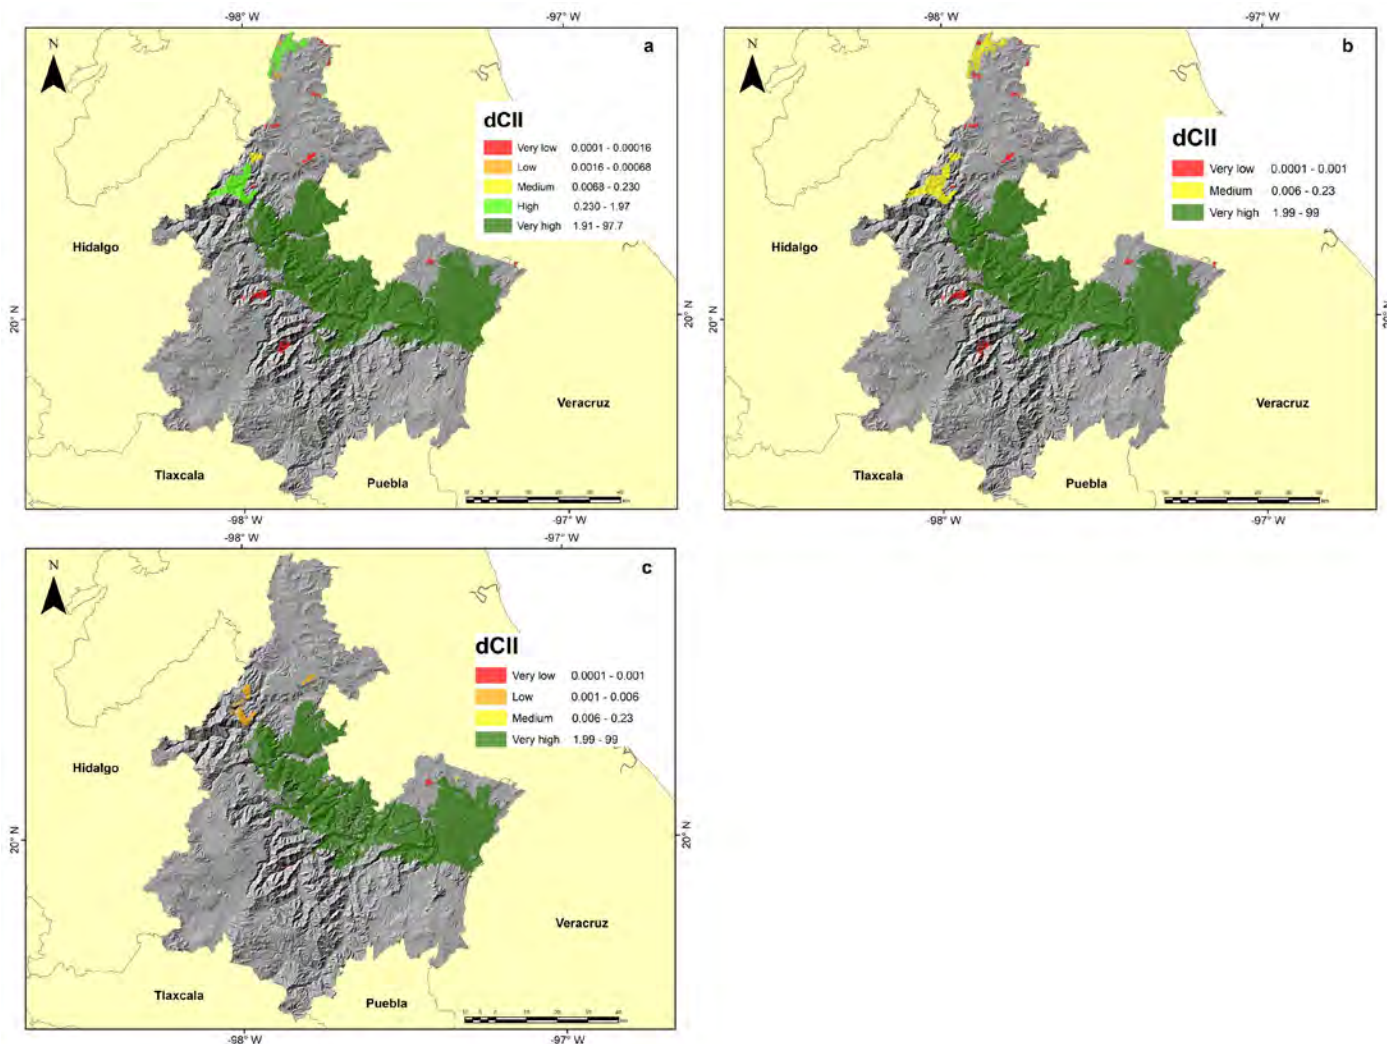 -98° W
-97° W
N
a
dCII
Very low 0.0001 - 0.00016
Low 0.0016 - 0.00068
Medium 0.0068 - 0.230
High 0.230 - 1.97
Very high 1.91 - 97.7
Hidalgo
20° N
20° N
Veracruz
Tlaxcala
Puebla
-98° W
-97° W
-98° W
-97° W
N
b
dCII
Very low 0.0001 - 0.001
Medium 0.006 - 0.23
Very high 1.99 - 99
Hidalgo
20° N
20° N
Veracruz
Tlaxcala
Puebla
-98° W
-97° W
N
c
dCII
Very low 0.0001 - 0.001
Low 0.001 - 0.006
Medium 0.006 - 0.23
Very high 1.99 - 99
Hidalgo
20° N
20° N
Veracruz
Tlaxcala
Puebla
-98° W
-97° W